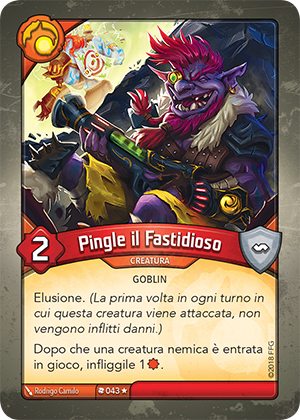 Pingle il Fastidioso
2
CREATURA
GOBLIN
Elusione. (La prima volta in ogni turno in
cui questa creatura viene attaccata, non
vengono inflitti danni.)
Dopo che una creatura nemica è entrata
in gioco, infliggile 1.
Rodrigo Camilo
043
©2018 FFG